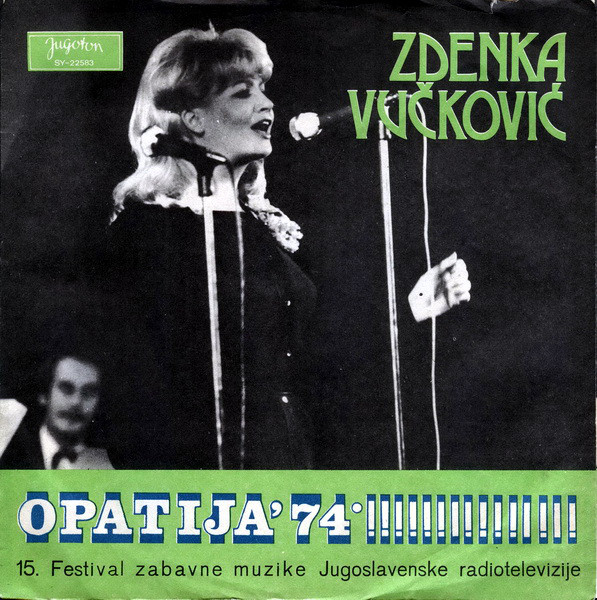 Jugoton
SY-22583
ZDENKA
VUČKOVIĆ
OPATIJA'74°!!!!!!!!!!!!!!!
15. Festival zabavne muzike Jugoslavenske radiotelevizije